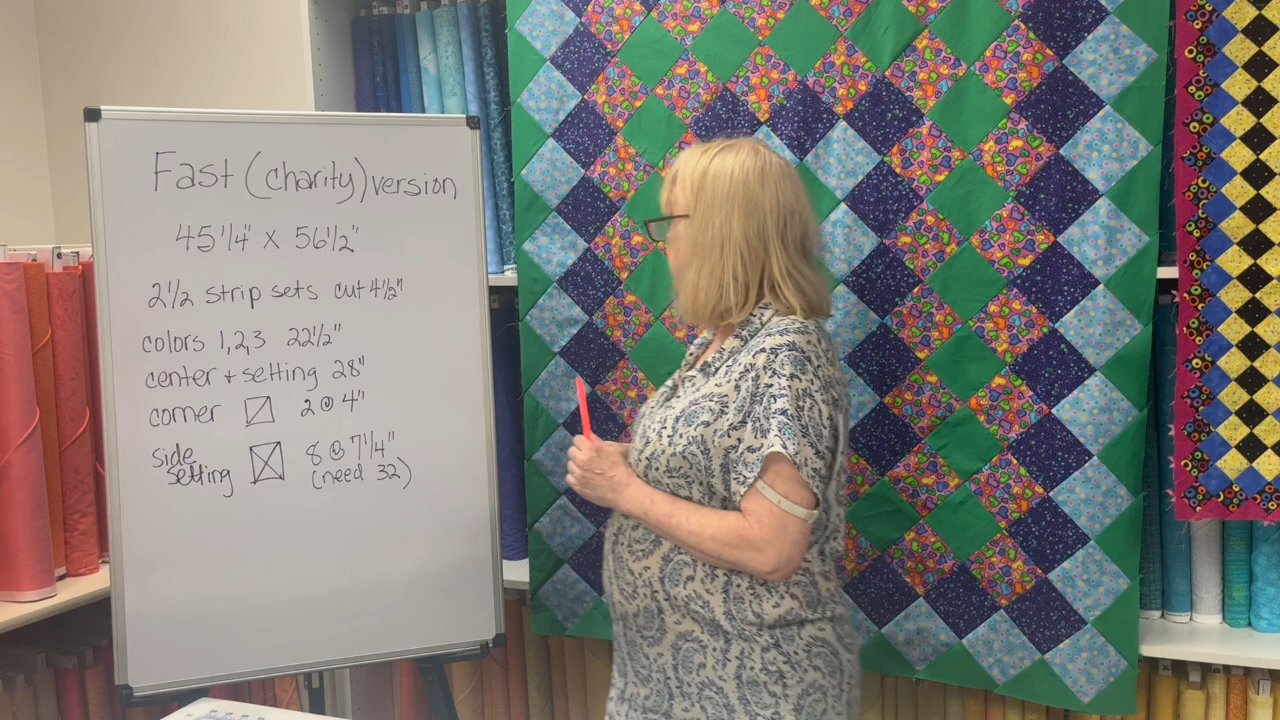 Fast (charity) version
45 1/4" x 56 1/2"
2 1/2 strip sets cut 4 1/2"
colors 1, 2, 3 22 1/2"
center + setting 28"
corner 2 @ 4"
side setting 8 @ 7 1/4"
(need 32)